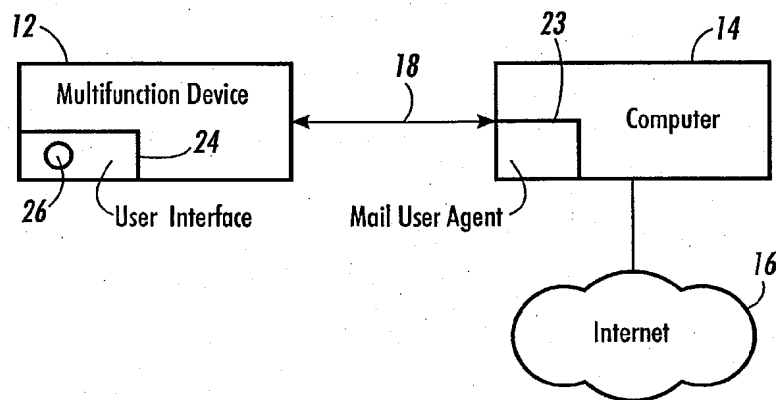 12
14
Multifunction Device
18
23
Computer
24
26
User Interface
Mail User Agent
16
Internet